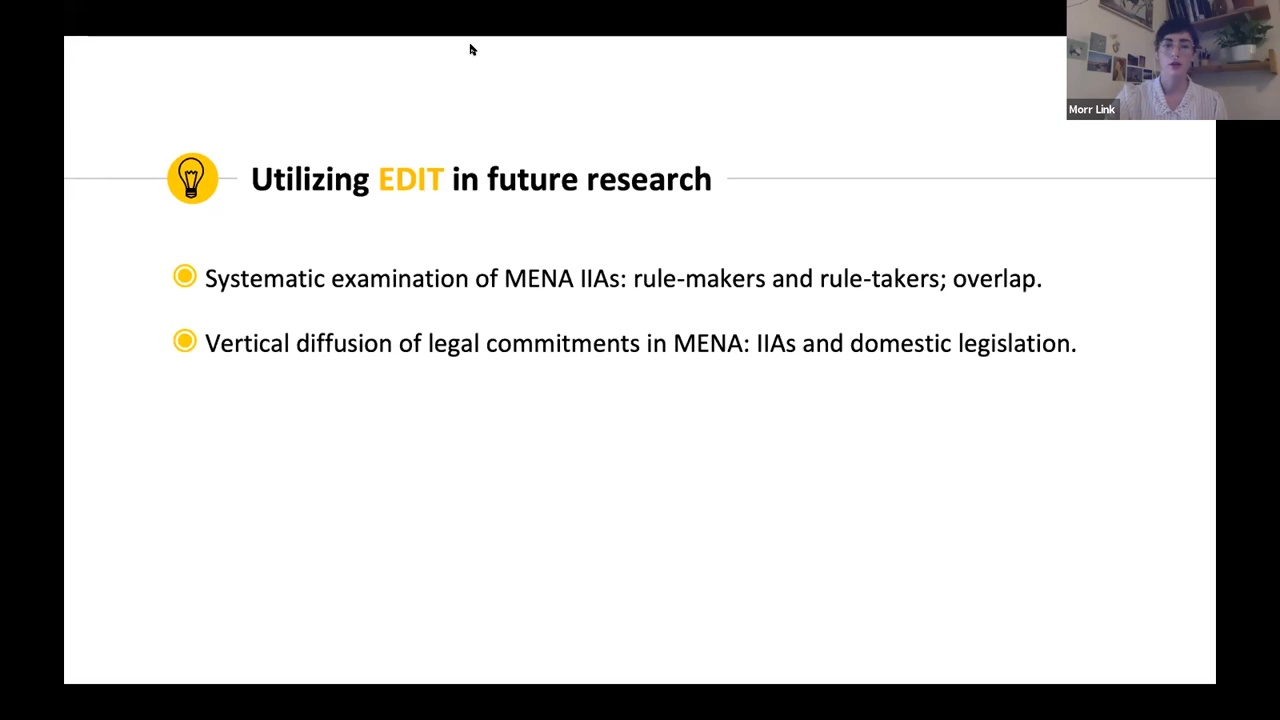 Morr Link
Utilizing EDIT in future research
Systematic examination of MENA IIAs: rule-makers and rule-takers; overlap.
Vertical diffusion of legal commitments in MENA: IIAs and domestic legislation.